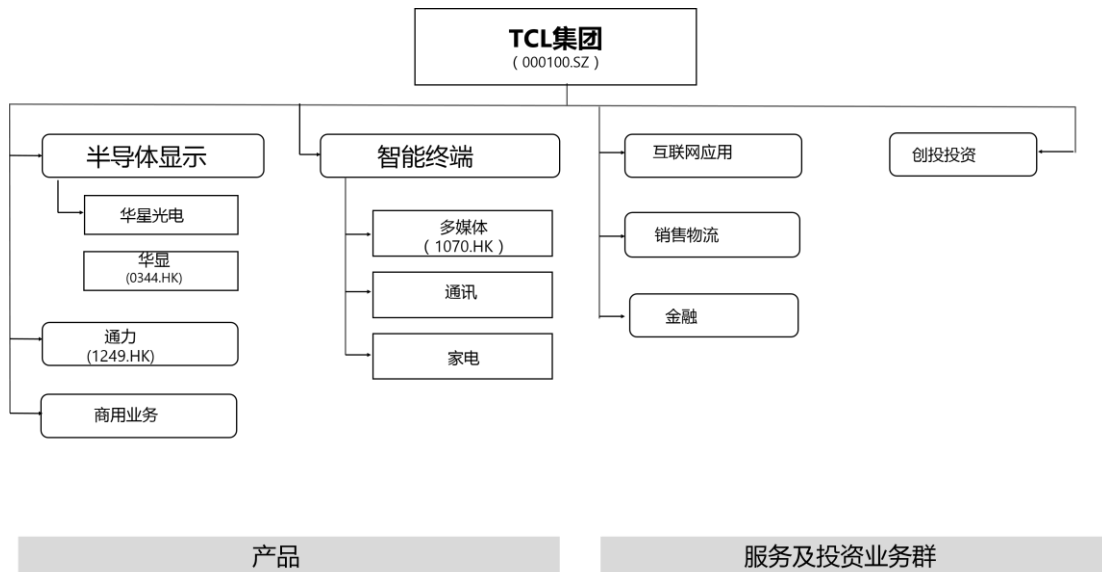 TCL集团
（000100.SZ）
半导体显示
华星光电
华显
(0344.HK)
通力
(1249.HK)
商用业务
智能终端
多媒体
（1070.HK）
通讯
家电
互联网应用
销售物流
金融
创投投资
产品
服务及投资业务群